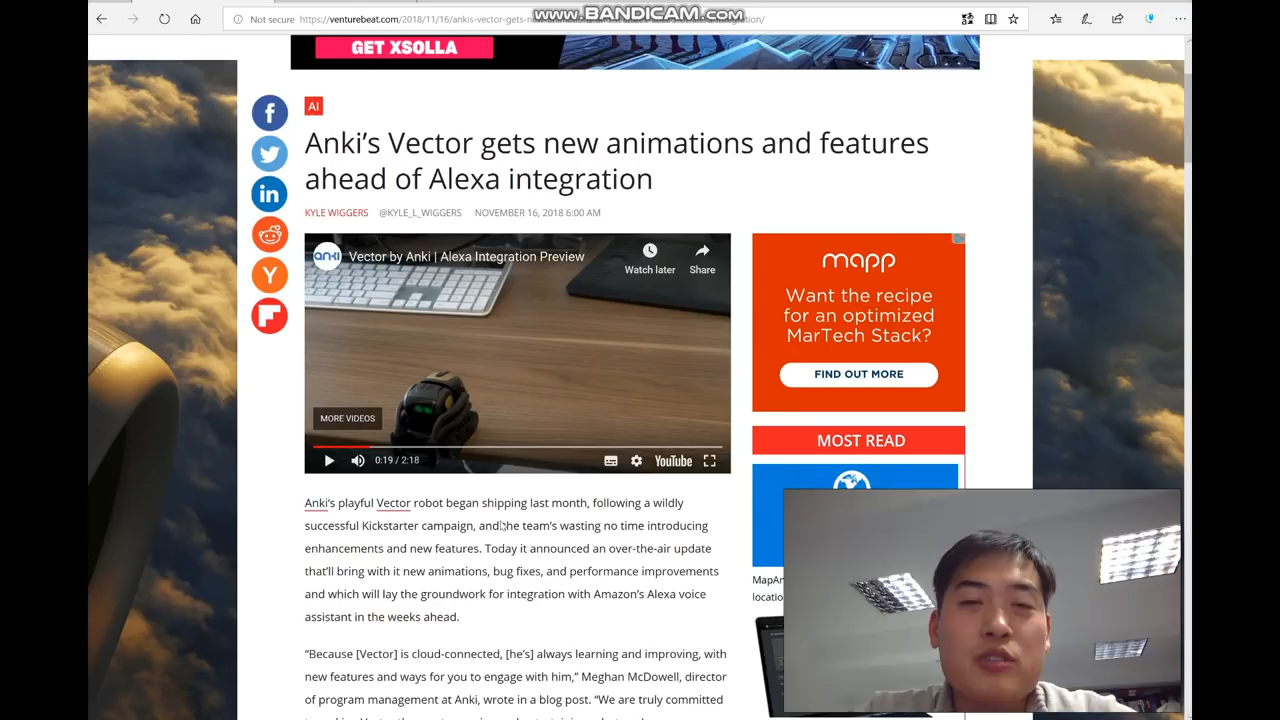 Not secure
https://venturebeat.com/2018/11/16/ankis-vector-gets-new-animations-
www.BANDICAM.com
GET XSOLLA
AI
Anki's Vector gets new animations and features
ahead of Alexa integration
KYLE WIGGERS @KYLE_L_WIGGERS NOVEMBER 16, 2018 6:00 AM
anki Vector by Anki | Alexa Integration Preview
Watch later
Share
MORE VIDEOS
0:19 / 2:18
YouTube
mapp
Want the recipe
for an optimized
MarTech Stack?
FIND OUT MORE
MOST READ
Anki's playful Vector robot began shipping last month, following a wildly
successful Kickstarter campaign, and the team's wasting no time introducing
enhancements and new features. Today it announced an over-the-air update
that'll bring with it new animations, bug fixes, and performance improvements
and which will lay the groundwork for integration with Amazon's Alexa voice
assistant in the weeks ahead.
"Because [Vector] is cloud-connected, [he's] always learning and improving, with
new features and ways for you to engage with him," Meghan McDowell, director
of program management at Anki, wrote in a blog post. "We are truly committed